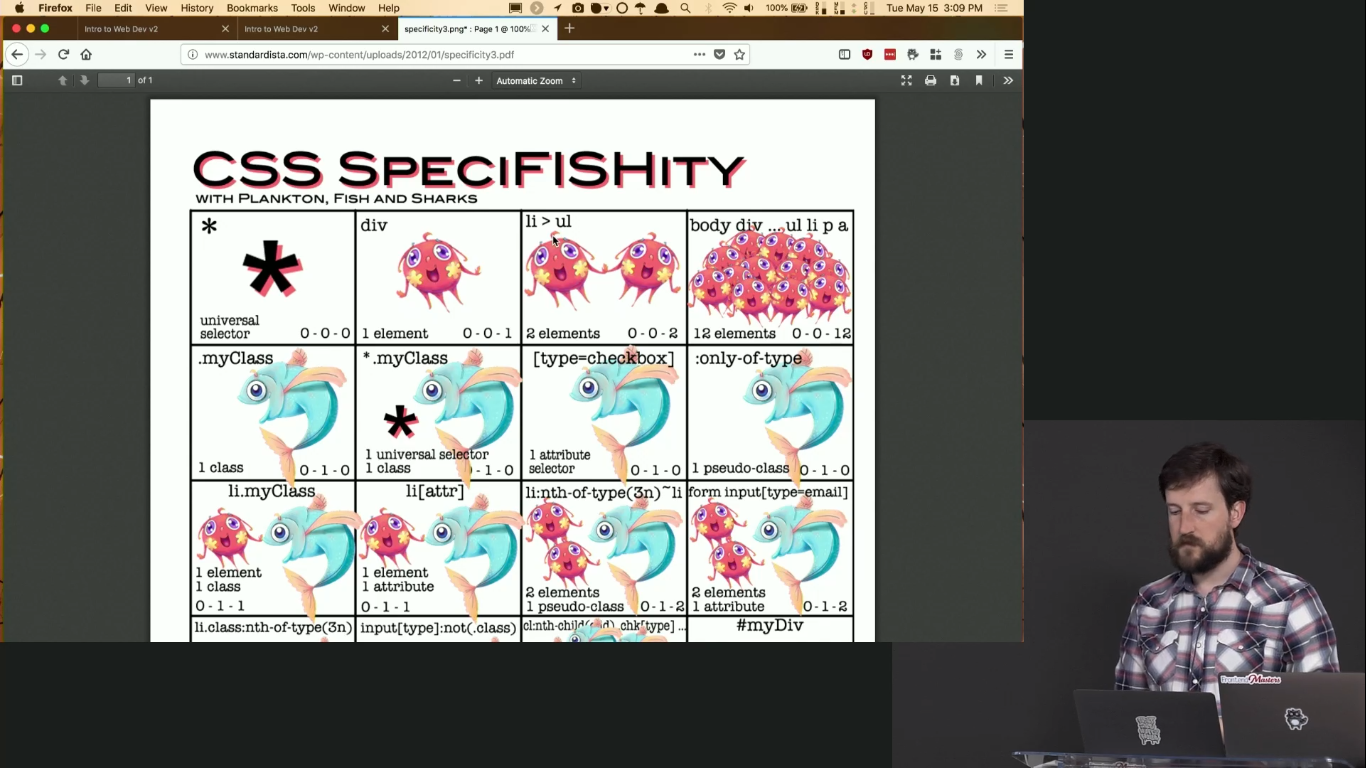 Firefox File Edit View History Bookmarks Tools Window Help 100% Tue May 15 3:09 PM
Intro to Web Dev v2 Intro to Web Dev v2 specificity3.png* : Page 1 @ 100%
www.standardista.com/wp-content/uploads/2012/01/specificity3.pdf
1 of 1 Automatic Zoom
CSS SPECIFISHITY
WITH PLANKTON, FISH AND SHARKS
* div li > ul body div ... ul li p a
*
universal
selector 0-0-0 1 element 0-0-1 2 elements 0-0-2 12 elements 0-0-12
.myClass *.myClass [type=checkbox] :only-of-type
*
1 class 0-1-0
1 universal selector
1 class 0-1-0
1 attribute
selector 0-1-0
1 pseudo-class 0-1-0
li.myClass li[attr] li:nth-of-type(3n)~li form input[type=email]
1 element
1 class
0-1-1
1 element
1 attribute
0-1-1
2 elements
1 pseudo-class 0-1-2
2 elements
1 attribute 0-1-2
li.class:nth-of-type(3n) input[type]:not(.class) #myDiv
Frontend Masters